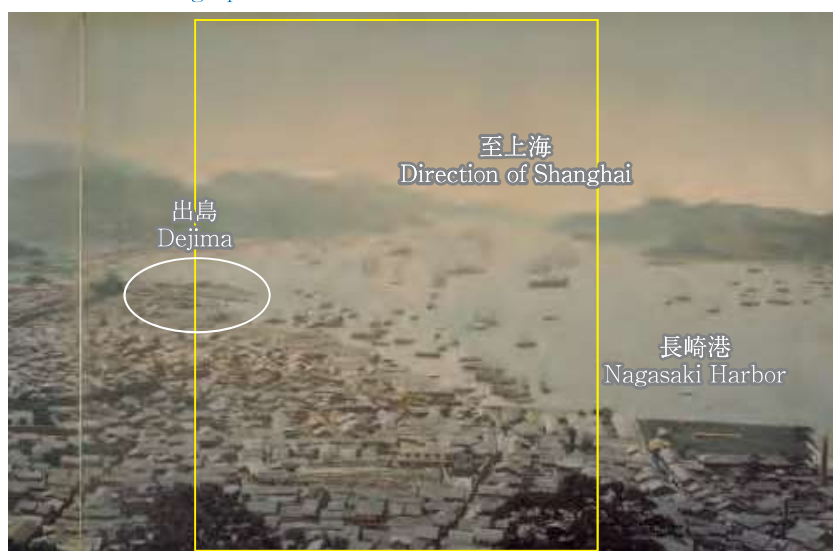 至上海
Direction of Shanghai
出島
Dejima
長崎港
Nagasaki Harbor